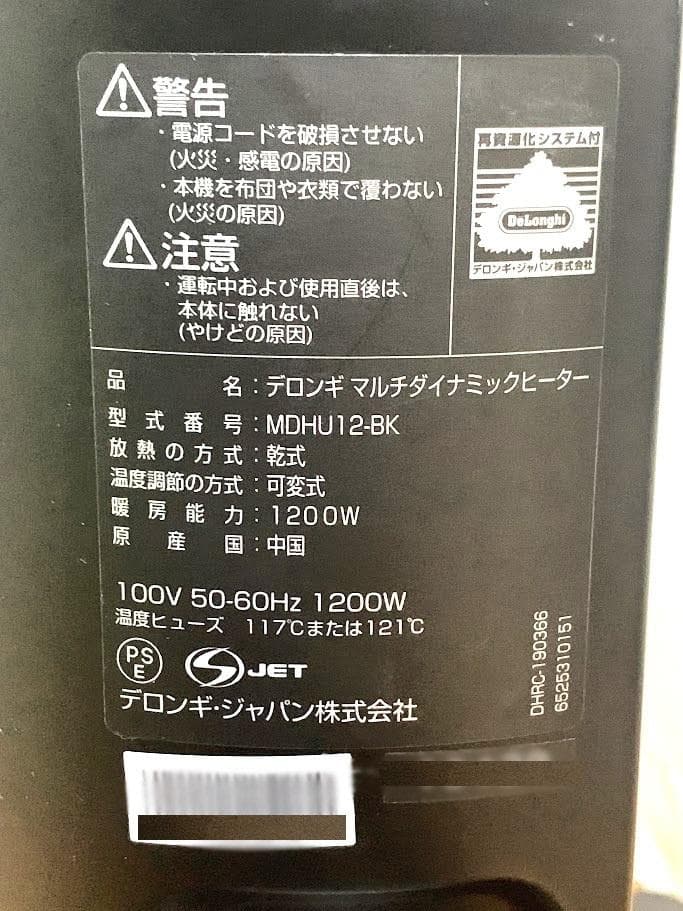 警告
・電源コードを破損させない
(火災・感電の原因)
・本機を布団や衣類で覆わない
(火災の原因)
注意
・運転中および使用直後は、
本体に触れない
(やけどの原因)
再資源化システム付
DeLonghi
デロンギ・ジャパン株式会社
品名：デロンギ マルチダイナミックヒーター
型式番号：MDHU12-BK
放熱の方式：乾式
温度調節の方式：可変式
暖房能力：1200W
原産国：中国
100V 50-60Hz 1200W
温度ヒューズ 117℃または121℃
PS
E
JET
デロンギ・ジャパン株式会社
DHRC-190366
6525310151